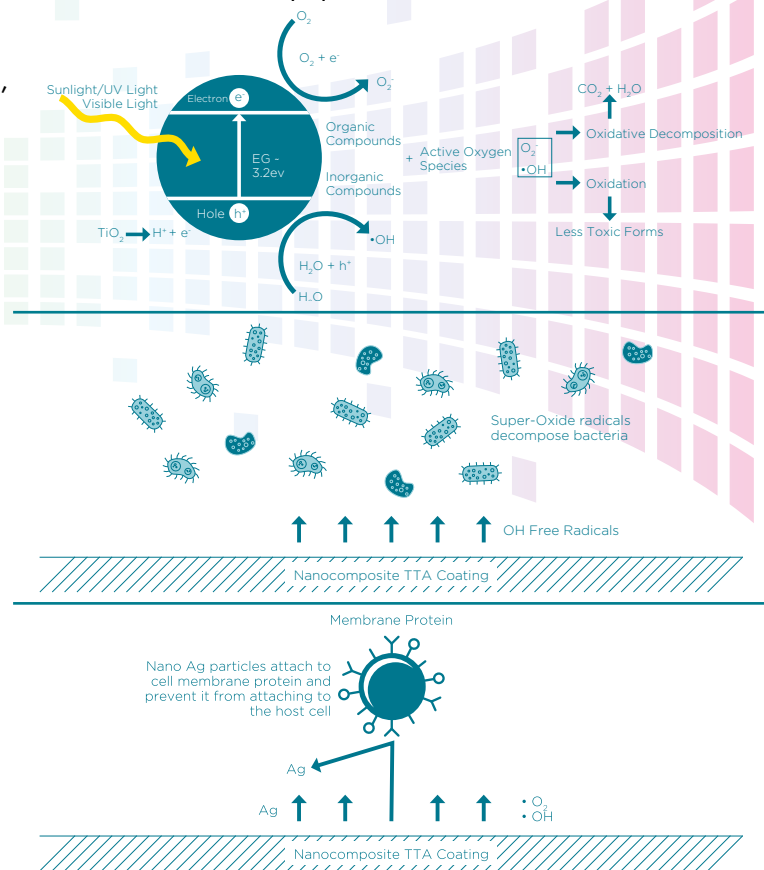 O₂
O₂ + e⁻
O₂⁻
Sunlight/UV Light
Visible Light
Electron e⁻
EG -
3.2ev
Hole h⁺
TiO₂ → H⁺ + e⁻
Organic
Compounds
Inorganic
Compounds
+ Active Oxygen
Species
O₂⁻
•OH
CO₂ + H₂O
Oxidative Decomposition
Oxidation
Less Toxic Forms
•OH
H₂O + h⁺
H₂O
Super-Oxide radicals
decompose bacteria
OH Free Radicals
Nanocomposite TTA Coating
Membrane Protein
Nano Ag particles attach to
cell membrane protein and
prevent it from attaching to
the host cell
Ag
Ag
• O₂
• OH
Nanocomposite TTA Coating